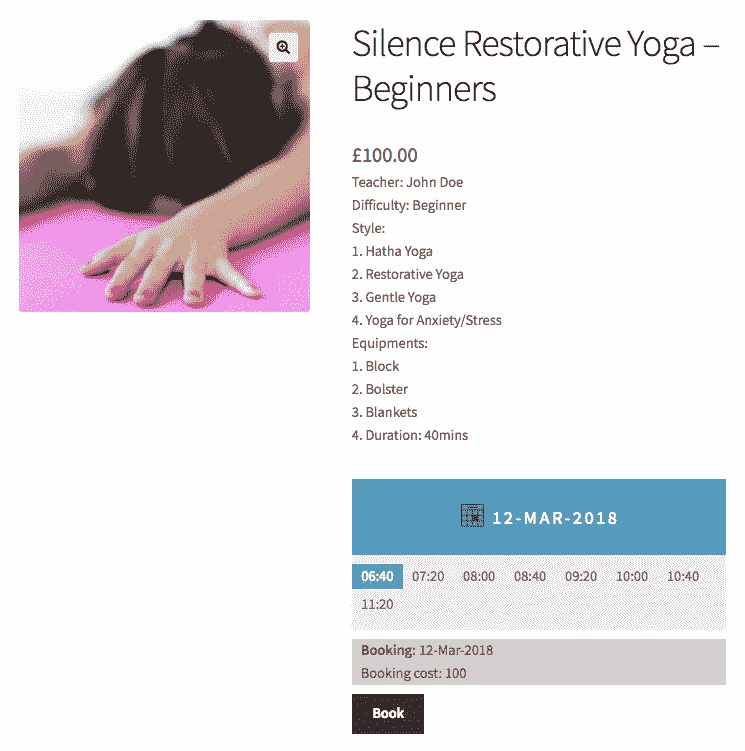 Silence Restorative Yoga –
Beginners
£100.00
Teacher: John Doe
Difficulty: Beginner
Style:
1. Hatha Yoga
2. Restorative Yoga
3. Gentle Yoga
4. Yoga for Anxiety/Stress
Equipments:
1. Block
2. Bolster
3. Blankets
4. Duration: 40mins
12-MAR-2018
06:40 07:20 08:00 08:40 09:20 10:00 10:40
11:20
Booking: 12-Mar-2018
Booking cost: 100
Book